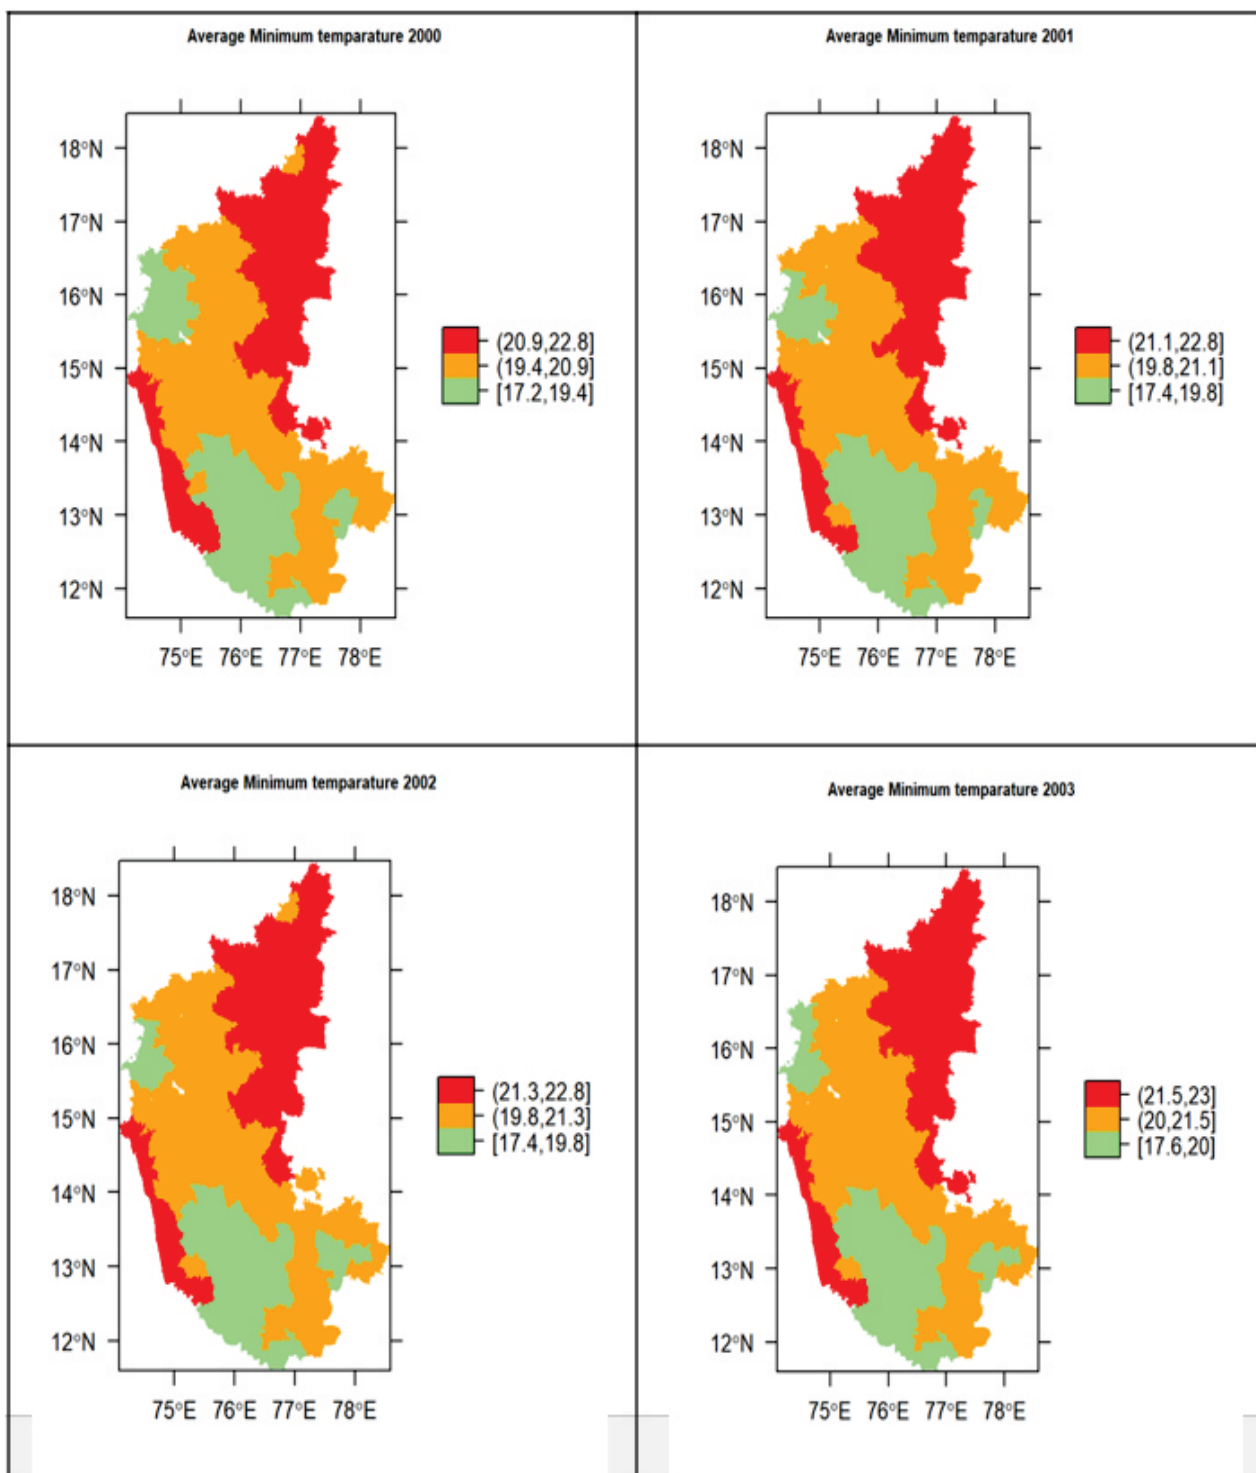 Average Minimum temparature 2000
18°N
17°N
16°N
15°N
14°N
13°N
12°N
75°E 76°E 77°E 78°E
(20.9,22.8]
(19.4,20.9]
[17.2,19.4]
Average Minimum temparature 2001
18°N
17°N
16°N
15°N
14°N
13°N
12°N
75°E 76°E 77°E 78°E
(21.1,22.8]
(19.8,21.1]
[17.4,19.8]
Average Minimum temparature 2002
18°N
17°N
16°N
15°N
14°N
13°N
12°N
75°E 76°E 77°E 78°E
(21.3,22.8]
(19.8,21.3]
[17.4,19.8]
Average Minimum temparature 2003
18°N
17°N
16°N
15°N
14°N
13°N
12°N
75°E 76°E 77°E 78°E
(21.5,23]
(20,21.5]
[17.6,20]